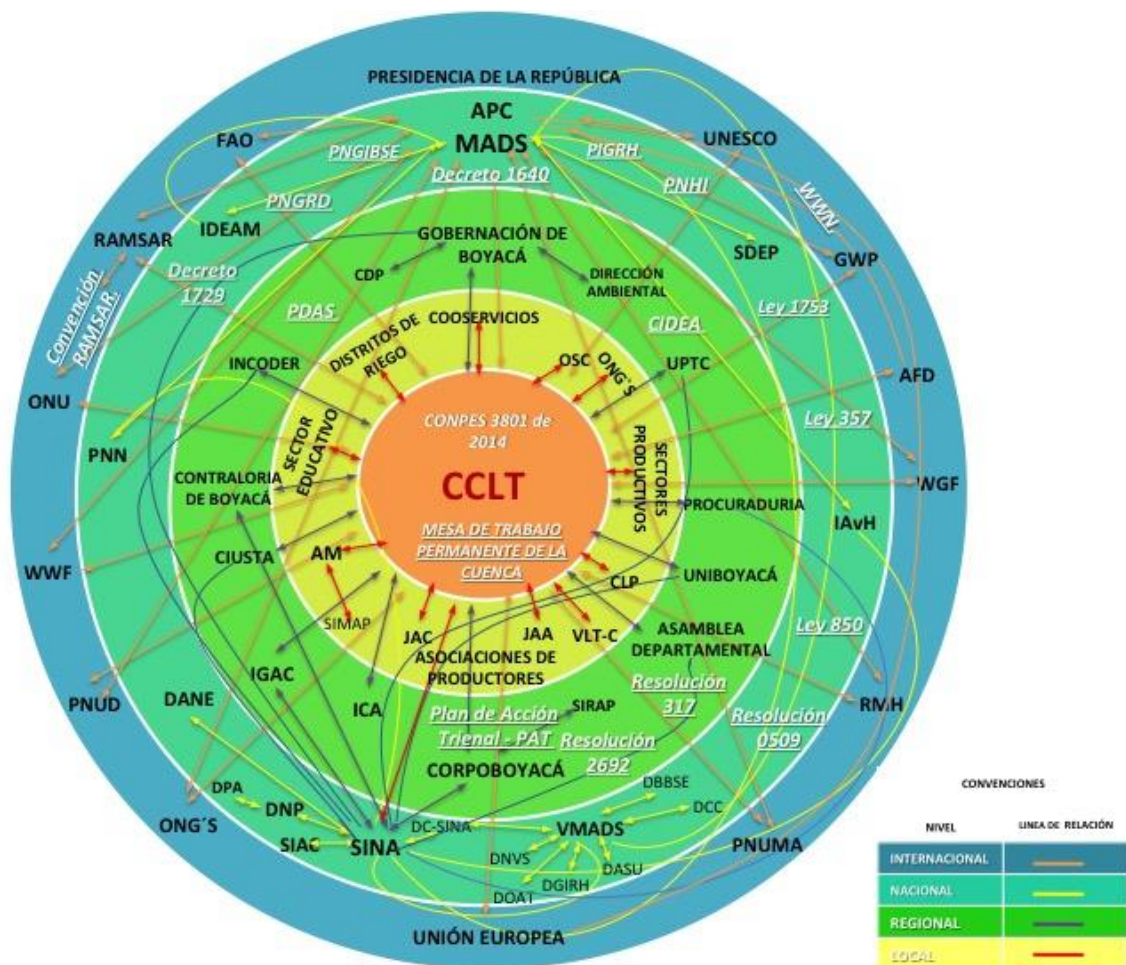 PRESIDENCIA DE LA REPÚBLICA
APC
MADS
FAO
UNESCO
PNGIBSE
PIGRH
Decreto 1640
PNHI
WWN.
PNGRD
IDEAM
RAMSAR
GOBERNACIÓN DE
BOYACÁ
SDEP
GWP
CDP
DIRECCIÓN
AMBIENTAL
Decreto
1729
Convención
RAMSAR.
PDAS
Ley 1753
COOSERVICIOS
CIDEA
DISTRITOS DE
RIEGO
OSC
ONG´S
INCODER
UPTC
AFD
ONU
CONPES 3801 de
2014
Ley 357
PNN
SECTOR
EDUCATIVO
SECTORES
PRODUCTIVOS
CONTRALORIA
DE BOYACÁ
CCLT
WGF
PROCURADURIA
IAvH
MESA DE TRABAJO
PERMANENTE DE LA
CUENCA
CIUSTA
AM
WWF
CLP
UNIBOYACÁ
SIMAP
JAC
JAA
VLT-C
Ley 850
ASAMBLEA
DEPARTAMENTAL
ASOCIACIONES DE
PRODUCTORES
IGAC
DANE
PNUD
ICA
Resolución
317
RMH
SIRAP
Plan de Acción
Trienal - PAT
Resolución
2692
Resolución
0509
CORPOBOYACÁ
DPA
DNP
DBBSE
DCC
ONG´S
SIAC
SINA
DC-SINA
VMADS
PNUMA
DNVS
DASU
DGIRH
DOAT
UNIÓN EUROPEA
CONVENCIONES
NIVEL
LINEA DE RELACIÓN
INTERNACIONAL
NACIONAL
REGIONAL
LOCAL